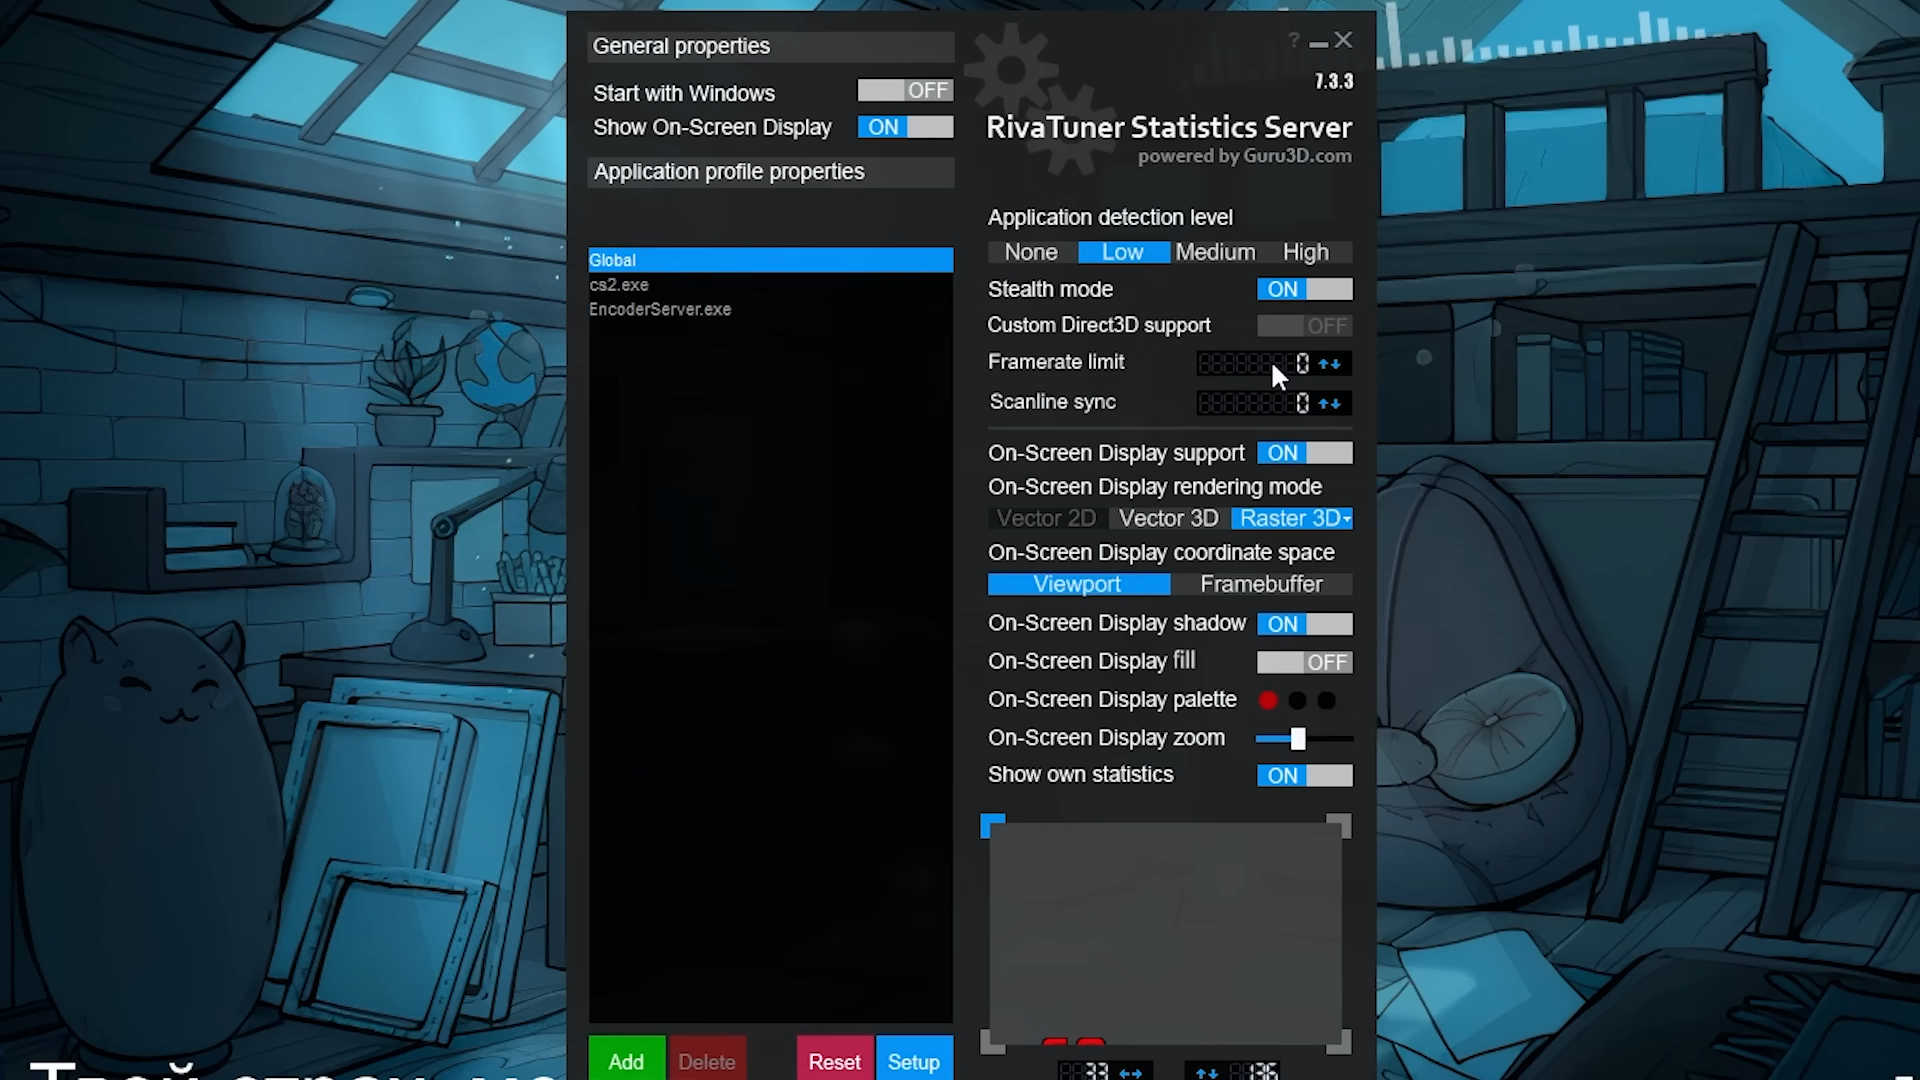 General properties
Start with Windows OFF
Show On-Screen Display ON
Application profile properties
Global
cs2.exe
EncoderServer.exe
Add Delete Reset Setup
? 
7.3.3
RivaTuner Statistics Server
powered by Guru3D.com
Application detection level
None Low Medium High
Stealth mode ON
Custom Direct3D support OFF
Framerate limit 0
Scanline sync 0
On-Screen Display support ON
On-Screen Display rendering mode
Vector 2D Vector 3D Raster 3D
On-Screen Display coordinate space
Viewport Framebuffer
On-Screen Display shadow ON
On-Screen Display fill OFF
On-Screen Display palette
On-Screen Display zoom
Show own statistics ON
33 136
Твой страх